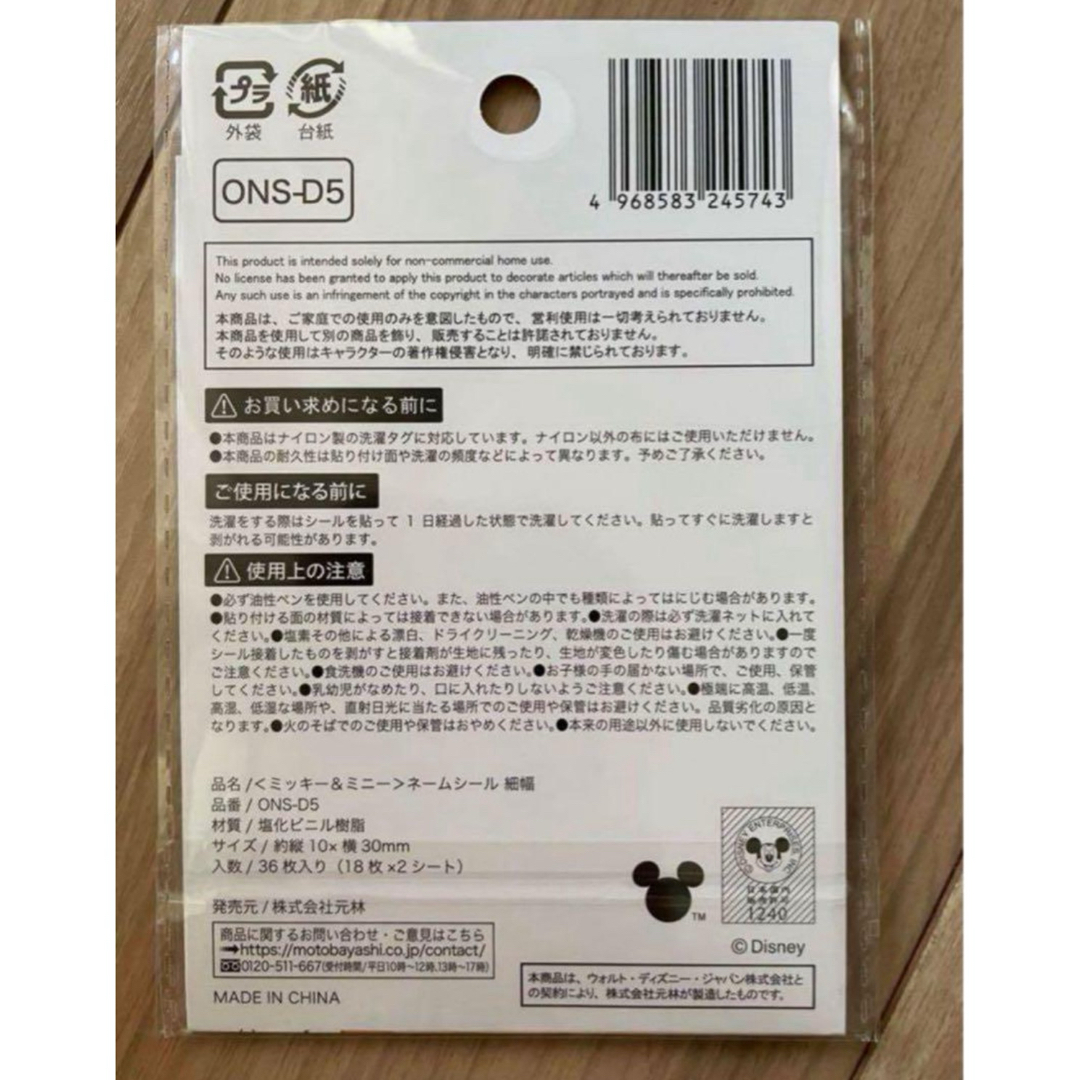 プラ 紙
外袋 台紙
ONS-D5
4 968583 245743
This product is intended solely for non-commercial home use.
No license has been granted to apply this product to decorate articles which will thereafter be sold.
Any such use is an infringement of the copyright in the characters portrayed and is specifically prohibited.
本商品は、ご家庭での使用のみを意図したもので、営利使用は一切考えられておりません。
本商品を使用して別の商品を飾り、販売することは許諾されておりません。
そのような使用はキャラクターの著作権侵害となり、明確に禁じられております。
お買い求めになる前に
●本商品はナイロン製の洗濯タグに対応しています。ナイロン以外の布にはご使用いただけません。
●本商品の耐久性は貼り付け面や洗濯の頻度などによって異なります。予めご了承ください。
ご使用になる前に
洗濯をする際はシールを貼って1日経過した状態で洗濯してください。貼ってすぐに洗濯しますと
剥がれる可能性があります。
使用上の注意
●必ず油性ペンを使用してください。また、油性ペンの中でも種類によってはにじむ場合があります。
●貼り付ける面の材質によっては接着できない場合があります。●洗濯の際は必ず洗濯ネットに入れて
ください。●塩素その他による漂白、ドライクリーニング、乾燥機のご使用はお避けください。●一度
シール接着したものを剥がすと接着剤が生地に残ったり、生地が変色したり傷む場合がありますので
ご注意ください。●食洗機のご使用はお避けください。●お子様の手の届かない場所で、ご使用、保管
してください。●乳幼児がなめたり、口に入れたりしないようご注意ください。●極端に高温、低温、
高湿、低湿な場所や、直射日光に当たる場所でのご使用や保管はお避けください。品質劣化の原因と
なります。●火のそばでのご使用や保管はおやめください。●本来の用途以外に使用しないでください。
品名/<ミッキー&ミニー>ネームシール 細幅
品番/ONS-D5
材質/塩化ビニル樹脂
サイズ/約縦10×横30mm
入数/36枚入り(18枚×2シート)
発売元/株式会社元林
商品に関するお問い合わせ・ご意見はこちら
➡https://motobayashi.co.jp/contact/
0120-511-667(受付時間/平日10時~12時、13時~17時)
MADE IN CHINA
TM
©DISNEY ENTERPRISES, INC.
日本国内
販売許可
1240
©Disney
本商品は、ウォルト・ディズニー・ジャパン株式会社と
の契約により、株式会社元林が製造したものです。